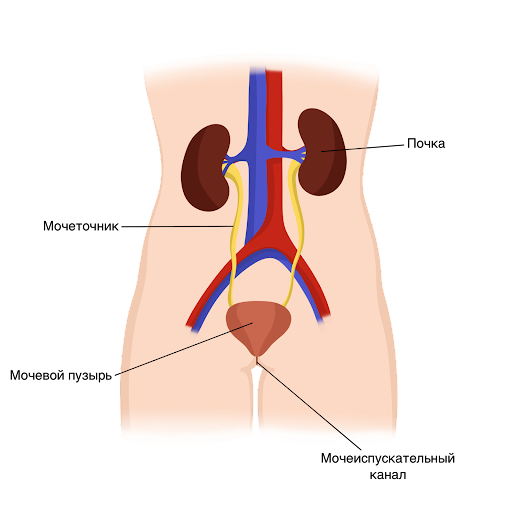 Почка
Мочеточник
Мочевой пузырь
Мочеиспускательный
канал